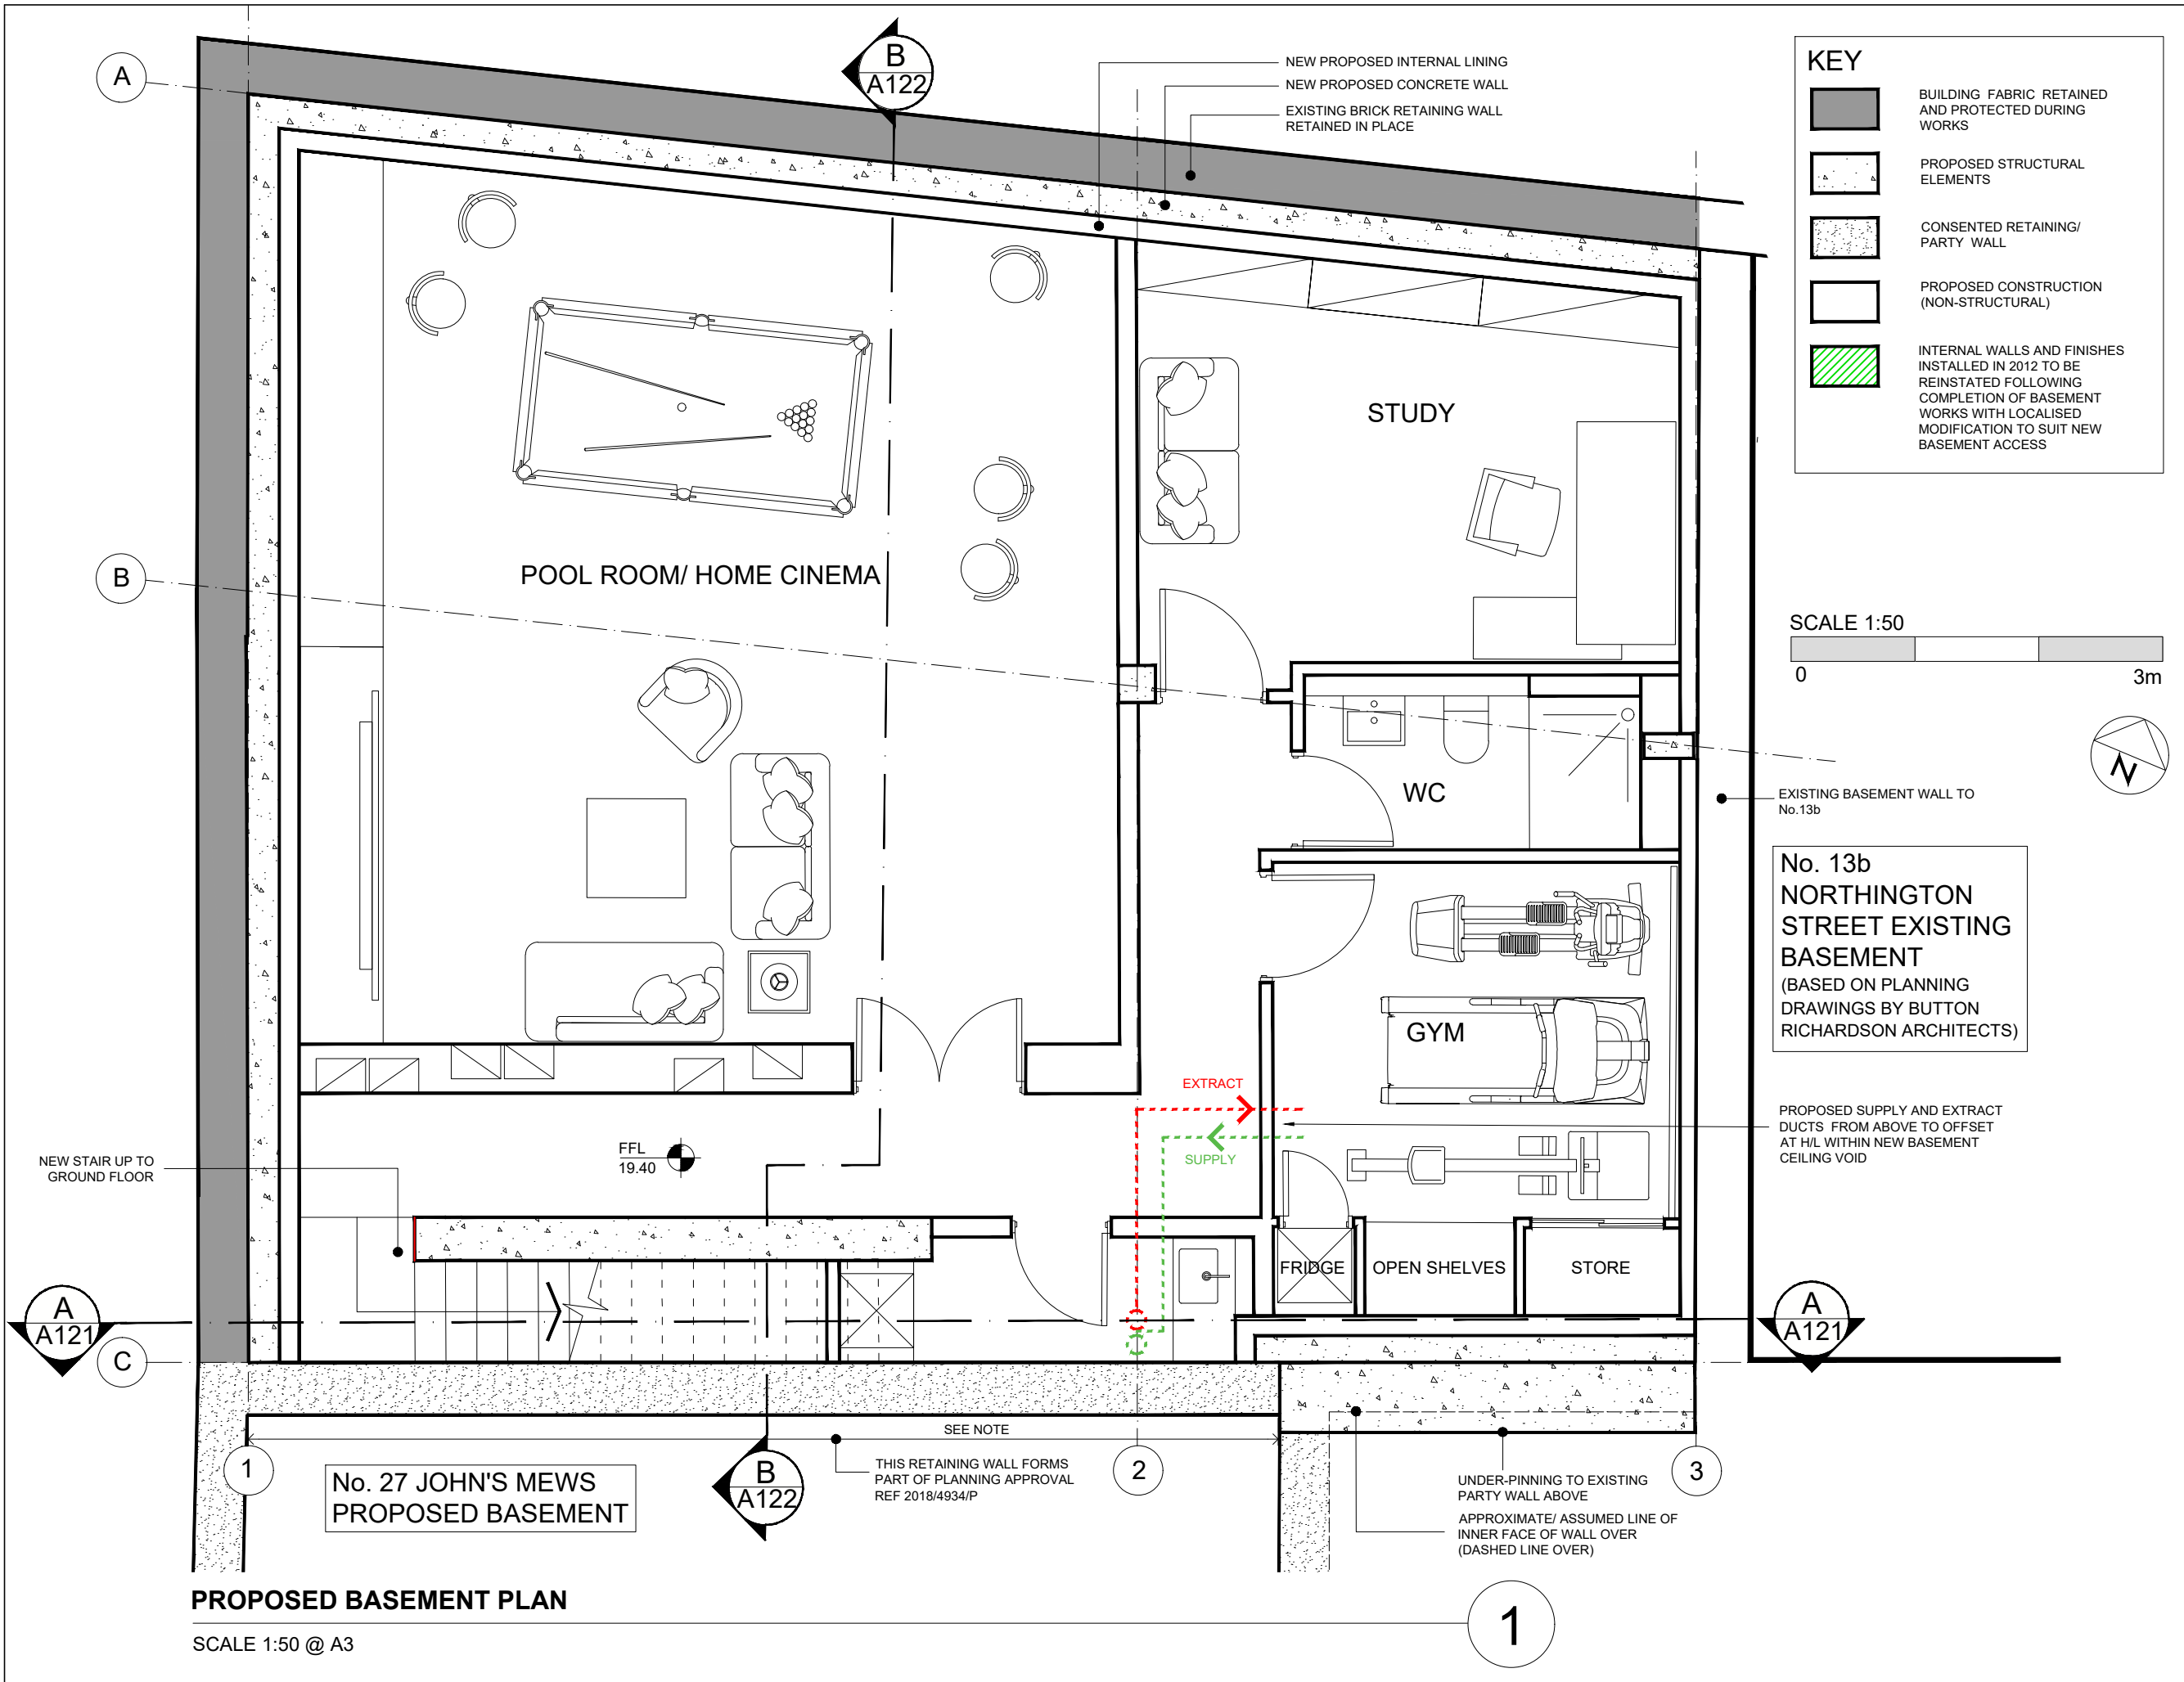 A
B
A122
NEW PROPOSED INTERNAL LINING
NEW PROPOSED CONCRETE WALL
EXISTING BRICK RETAINING WALL
RETAINED IN PLACE
KEY
BUILDING FABRIC RETAINED
AND PROTECTED DURING
WORKS
PROPOSED STRUCTURAL
ELEMENTS
CONSENTED RETAINING/
PARTY WALL
PROPOSED CONSTRUCTION
(NON-STRUCTURAL)
INTERNAL WALLS AND FINISHES
INSTALLED IN 2012 TO BE
REINSTATED FOLLOWING
COMPLETION OF BASEMENT
WORKS WITH LOCALISED
MODIFICATION TO SUIT NEW
BASEMENT ACCESS
STUDY
B
POOL ROOM/ HOME CINEMA
SCALE 1:50
0
3m
N
WC
EXISTING BASEMENT WALL TO
No.13b
No. 13b
NORTHINGTON
STREET EXISTING
BASEMENT
(BASED ON PLANNING
DRAWINGS BY BUTTON
RICHARDSON ARCHITECTS)
GYM
EXTRACT
SUPPLY
PROPOSED SUPPLY AND EXTRACT
DUCTS FROM ABOVE TO OFFSET
AT H/L WITHIN NEW BASEMENT
CEILING VOID
NEW STAIR UP TO
GROUND FLOOR
FFL
19.40
FRIDGE
OPEN SHELVES
STORE
A
A121
A
A121
C
SEE NOTE
1
No. 27 JOHN'S MEWS
PROPOSED BASEMENT
B
A122
THIS RETAINING WALL FORMS
PART OF PLANNING APPROVAL
REF 2018/4934/P
2
UNDER-PINNING TO EXISTING
PARTY WALL ABOVE
3
APPROXIMATE/ ASSUMED LINE OF
INNER FACE OF WALL OVER
(DASHED LINE OVER)
PROPOSED BASEMENT PLAN
1
SCALE 1:50 @ A3